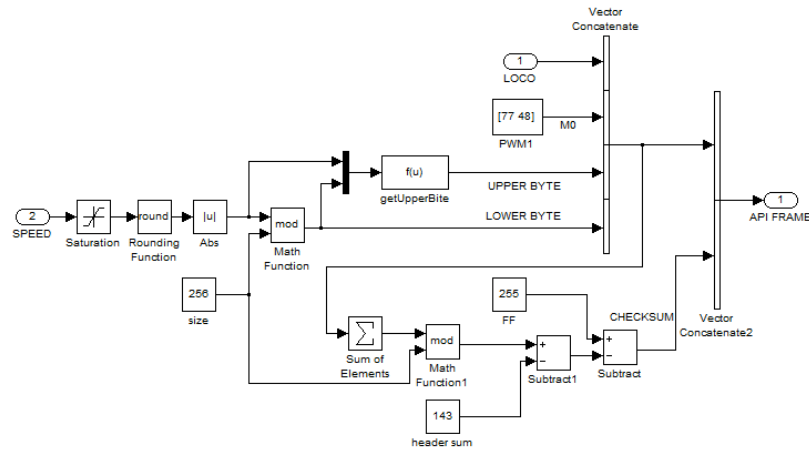 Vector
Concatenate
1
LOCO
[77 48]
M0
PWM1
f(u)
getUpperBite
UPPER BYTE
LOWER BYTE
2
SPEED
Saturation
round
Rounding
Function
|u|
Abs
mod
Math
Function
1
API FRAME
256
size
255
FF
CHECKSUM
Vector
Concatenate2
Σ
Sum of
Elements
mod
Math
Function1
+
−
Subtract1
+
−
Subtract
143
header sum